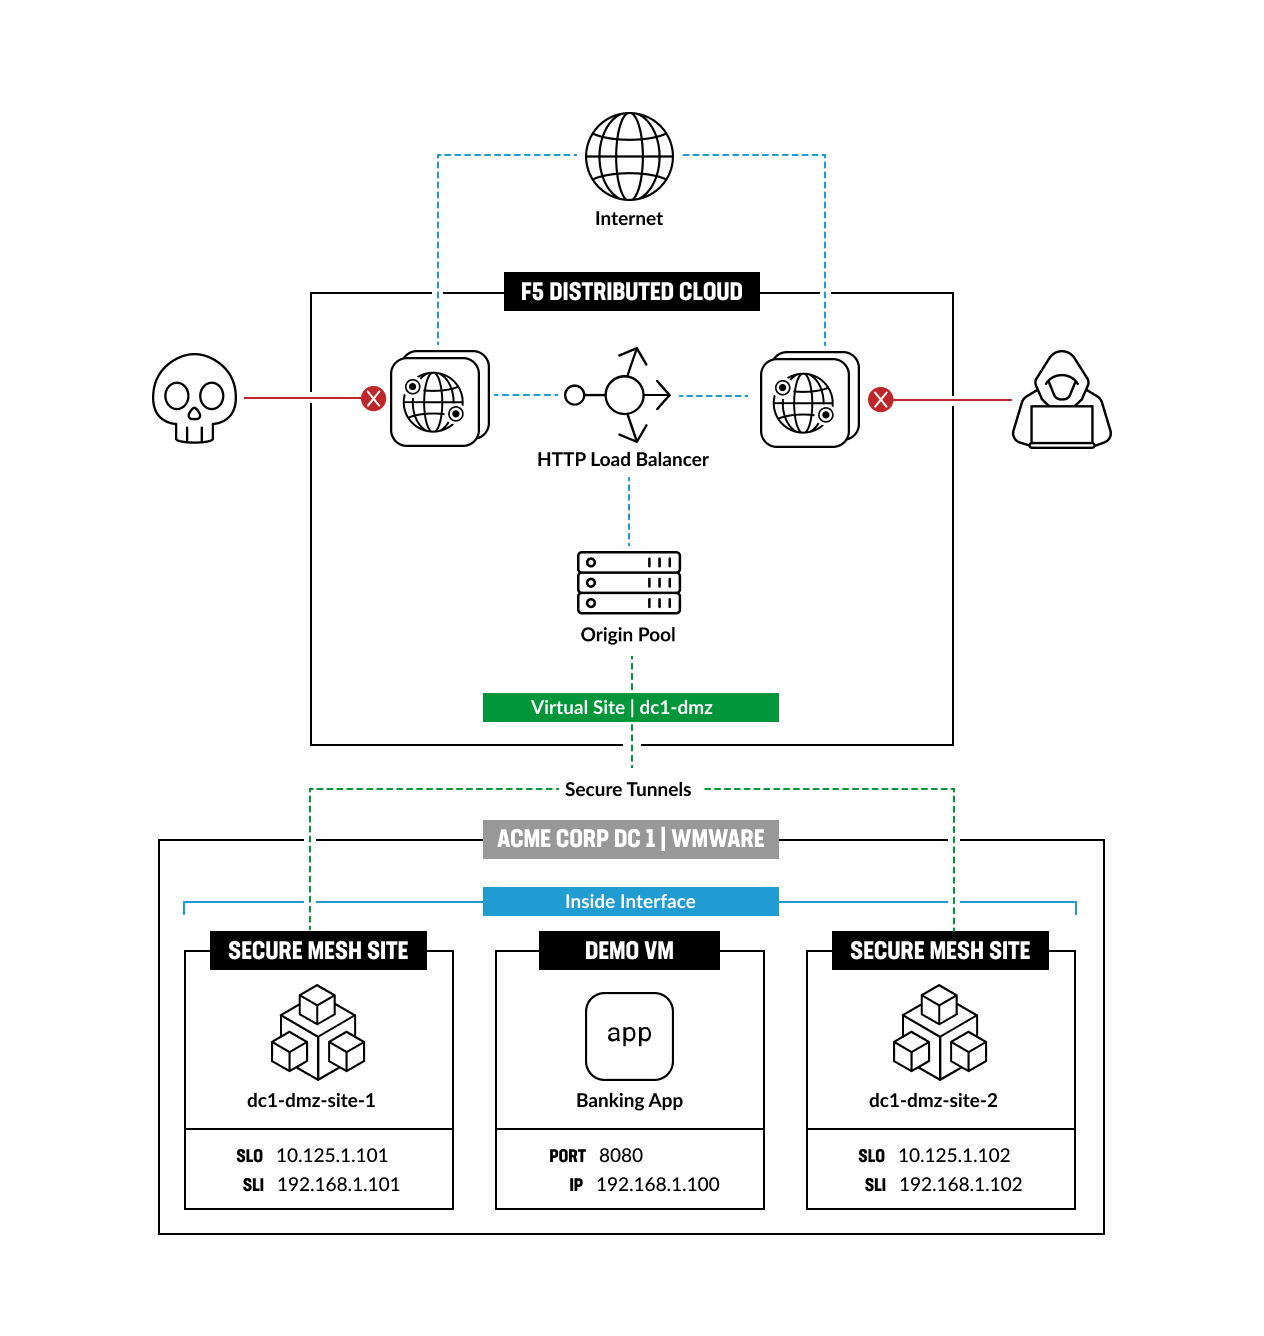 Internet
F5 DISTRIBUTED CLOUD
HTTP Load Balancer
Origin Pool
Virtual Site | dc1-dmz
Secure Tunnels
ACME CORP DC 1 | WMWARE
Inside Interface
SECURE MESH SITE
dc1-dmz-site-1
SLO 10.125.1.101
SLI 192.168.1.101
DEMO VM
app
Banking App
PORT 8080
IP 192.168.1.100
SECURE MESH SITE
dc1-dmz-site-2
SLO 10.125.1.102
SLI 192.168.1.102